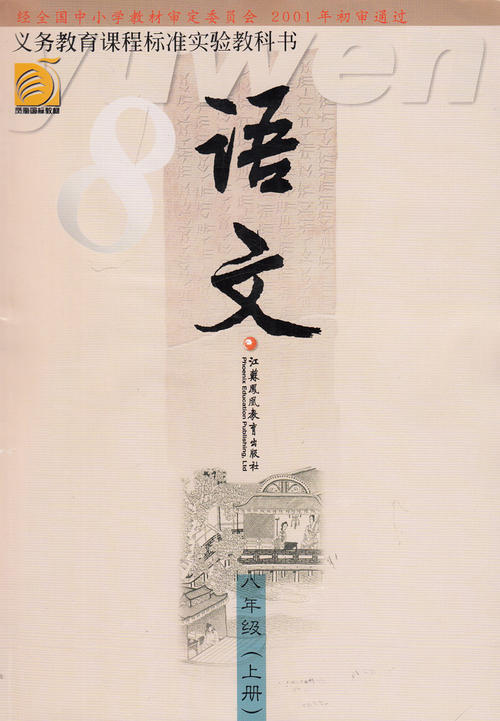 经全国中小学教材审定委员会 2001年初审通过
义务教育课程标准实验教科书
yuwen
凤凰国标教材
8
语文
江苏凤凰教育出版社
Phoenix Education Publishing, Ltd
八年级(上册)